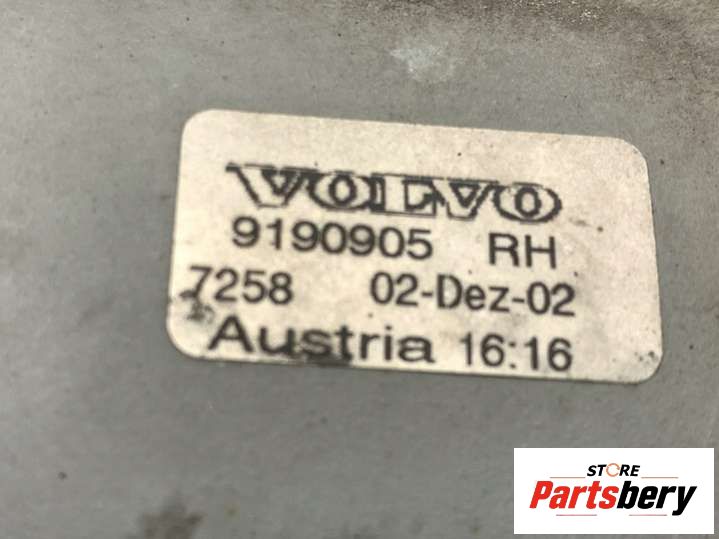 VOLVO
9190905 RH
7258 02-Dez-02
Austria 16:16
STORE
Partsbery